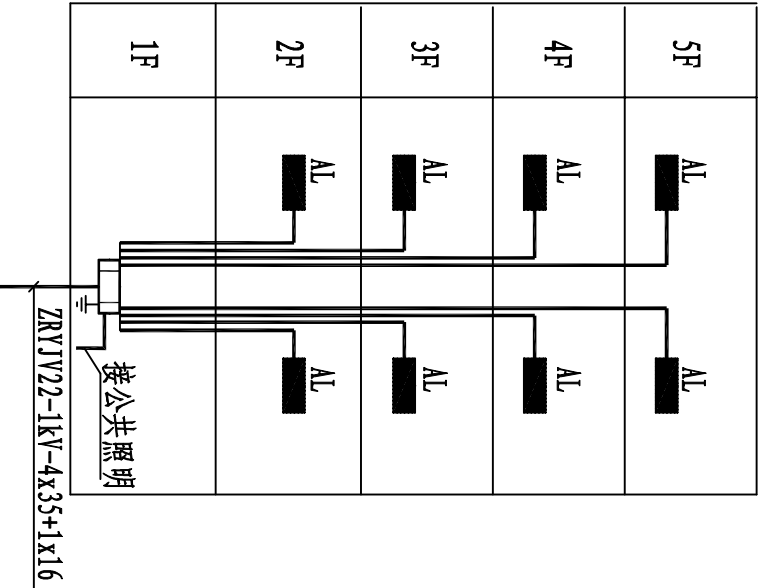 1F
2F
3F
4F
5F
AL
AL
AL
AL
AL
AL
AL
AL
接公共照明
ZRYJV22-1kV-4x35+1x16